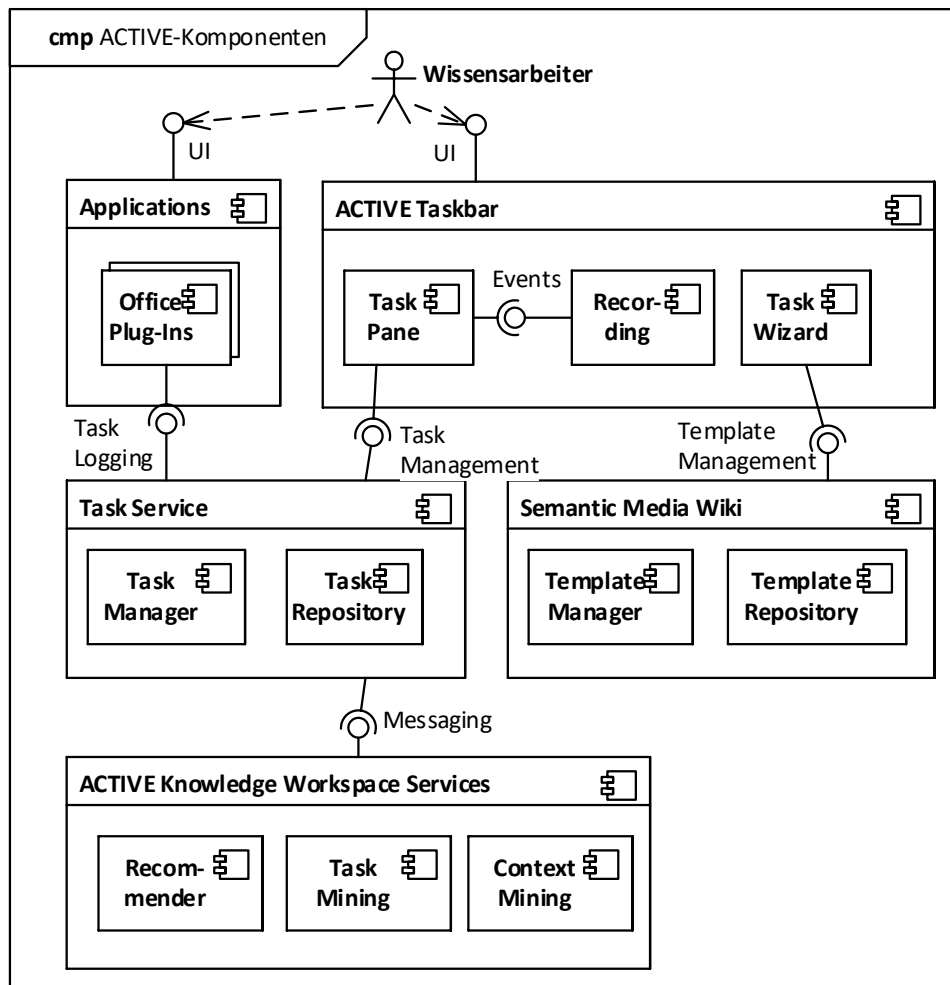 cmp ACTIVE-Komponenten
Wissensarbeiter
UI
UI
Applications
ACTIVE Taskbar
Office
Plug-Ins
Task
Pane
Events
Recor-
ding
Task
Wizard
Task
Logging
Task
Management
Template
Management
Task Service
Semantic Media Wiki
Task
Manager
Task
Repository
Template
Manager
Template
Repository
Messaging
ACTIVE Knowledge Workspace Services
Recom-
mender
Task
Mining
Context
Mining